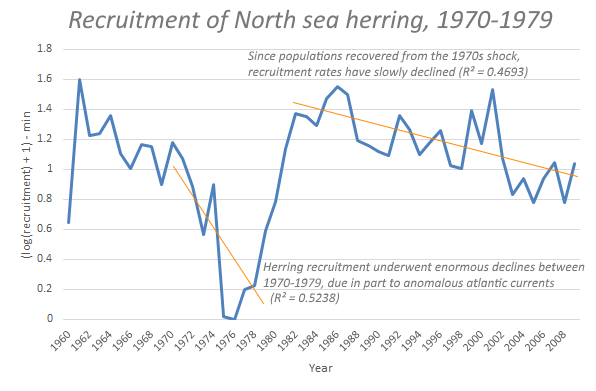 Recruitment of North sea herring, 1970-1979
Since populations recovered from the 1970s shock,
recruitment rates have slowly declined (R² = 0.4693)
1.8
1.6
1.4
1.2
1
0.8
0.6
0.4
0.2
0
(log(recruitment) + 1) - min
Herring recruitment underwent enormous declines between
1970-1979, due in part to anomalous atlantic currents
(R² = 0.5238)
1960 1962 1964 1966 1968 1970 1972 1974 1976 1978 1980 1982 1984 1986 1988 1990 1992 1994 1996 1998 2000 2002 2004 2006 2008
Year